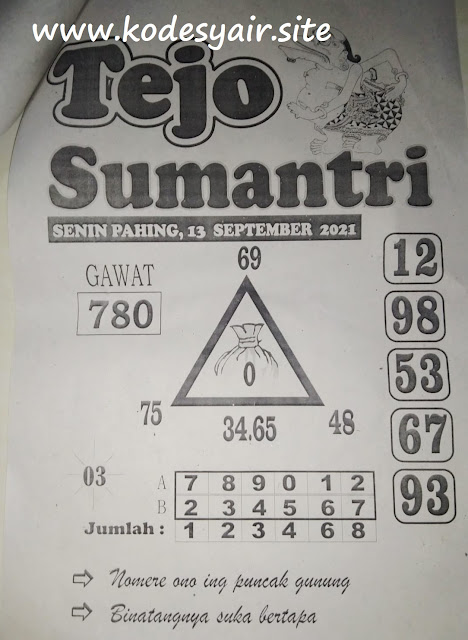 www.kodesyair.site
Tejo
Sumantri
SENIN PAHING, 13 SEPTEMBER 2021
GAWAT
780
69
0
75
34.65
48
12
98
53
67
93
03
A 7 8 9 0 1 2
B 2 3 4 5 6 7
Jumlah : 1 2 3 4 6 8
⇨ Nomere ono ing puncak gunung
⇨ Binatangnya suka bertapa